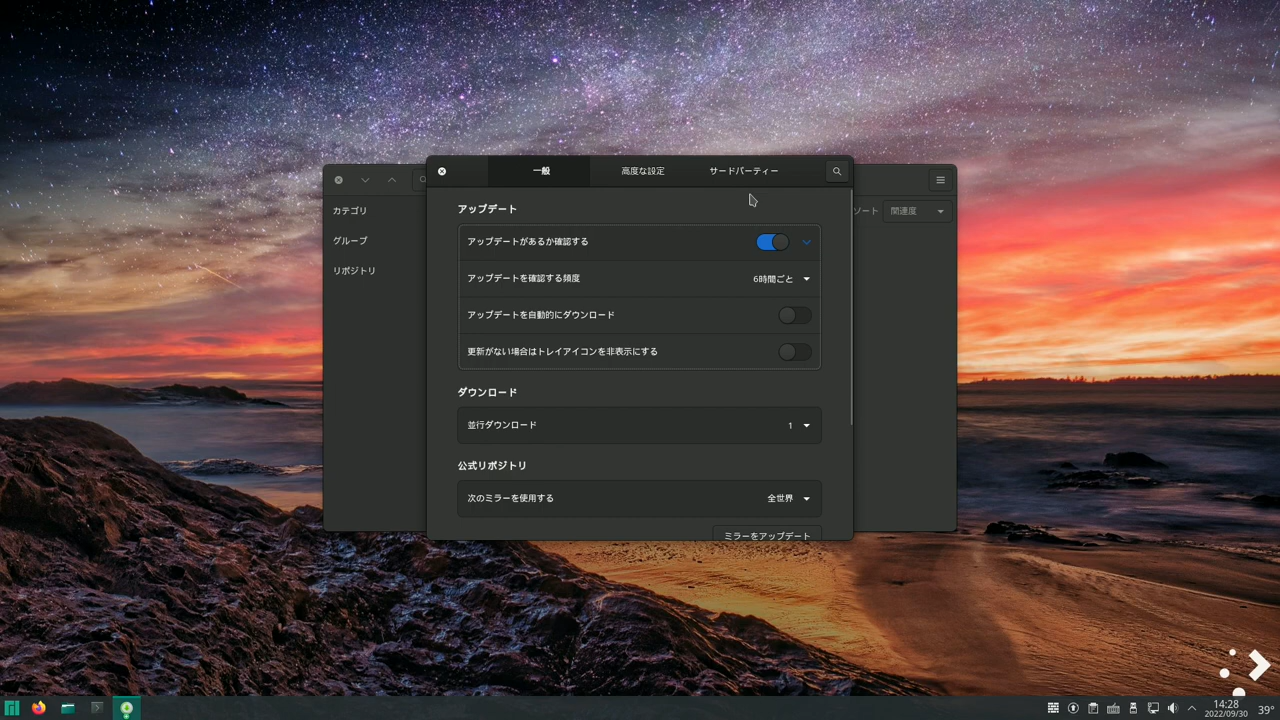 一般
高度な設定
サードパーティー
カテゴリ
グループ
リポジトリ
ソート
関連度
アップデート
アップデートがあるか確認する
アップデートを確認する頻度
6時間ごと
アップデートを自動的にダウンロード
更新がない場合はトレイアイコンを非表示にする
ダウンロード
並行ダウンロード
1
公式リポジトリ
次のミラーを使用する
全世界
ミラーをアップデート
14:28
2022/09/30
39°